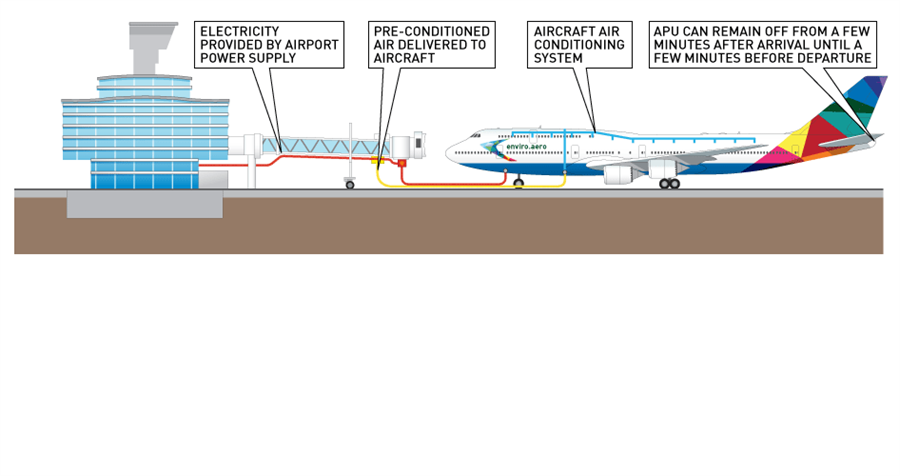 ELECTRICITY
PROVIDED BY AIRPORT
POWER SUPPLY
PRE-CONDITIONED
AIR DELIVERED TO
AIRCRAFT
AIRCRAFT AIR
CONDITIONING
SYSTEM
APU CAN REMAIN OFF FROM A FEW
MINUTES AFTER ARRIVAL UNTIL A
FEW MINUTES BEFORE DEPARTURE
enviro.aero